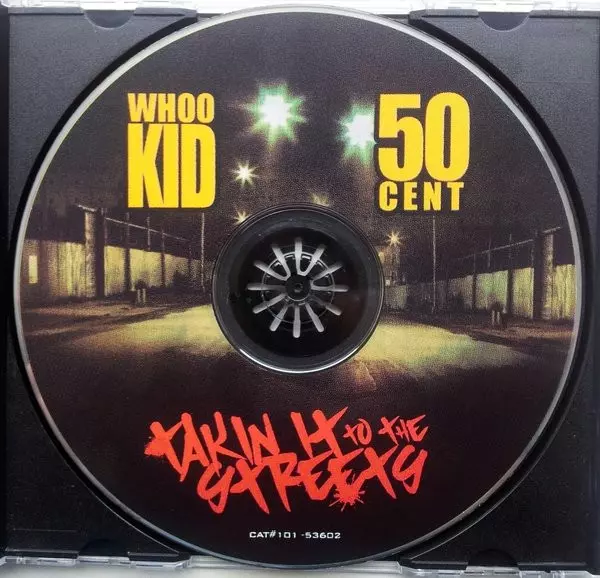 WHOO
KID
50
CENT
TAKIN IT TO THE
STREETS
CAT#101-53602